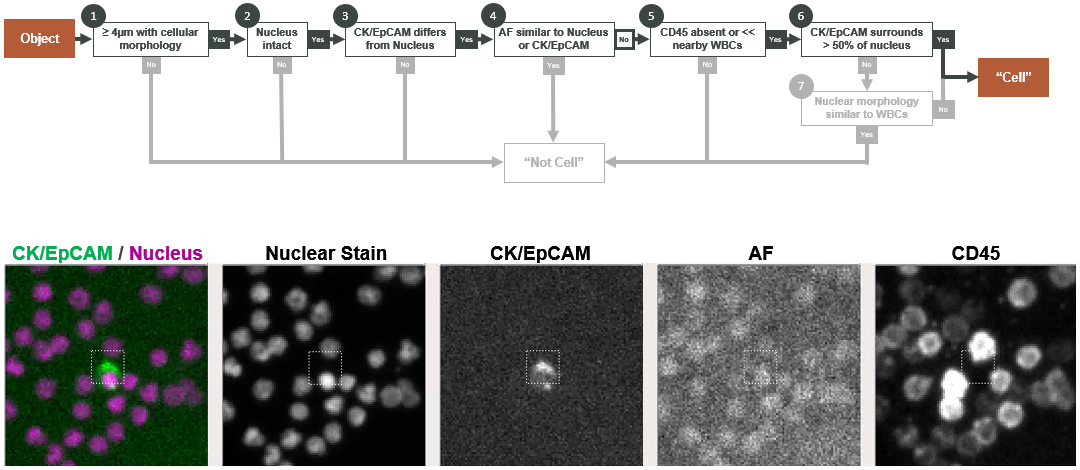 1
2
3
4
5
6
Object
≥ 4µm with cellular
morphology
Yes
Nucleus
intact
Yes
CK/EpCAM differs
from Nucleus
Yes
AF similar to Nucleus
or CK/EpCAM
No
CD45 absent or <<
nearby WBCs
Yes
CK/EpCAM surrounds
> 50% of nucleus
Yes
No
No
No
Yes
No
No
"Cell"
7
Nuclear morphology
similar to WBCs
No
Yes
"Not Cell"
CK/EpCAM / Nucleus
Nuclear Stain
CK/EpCAM
AF
CD45